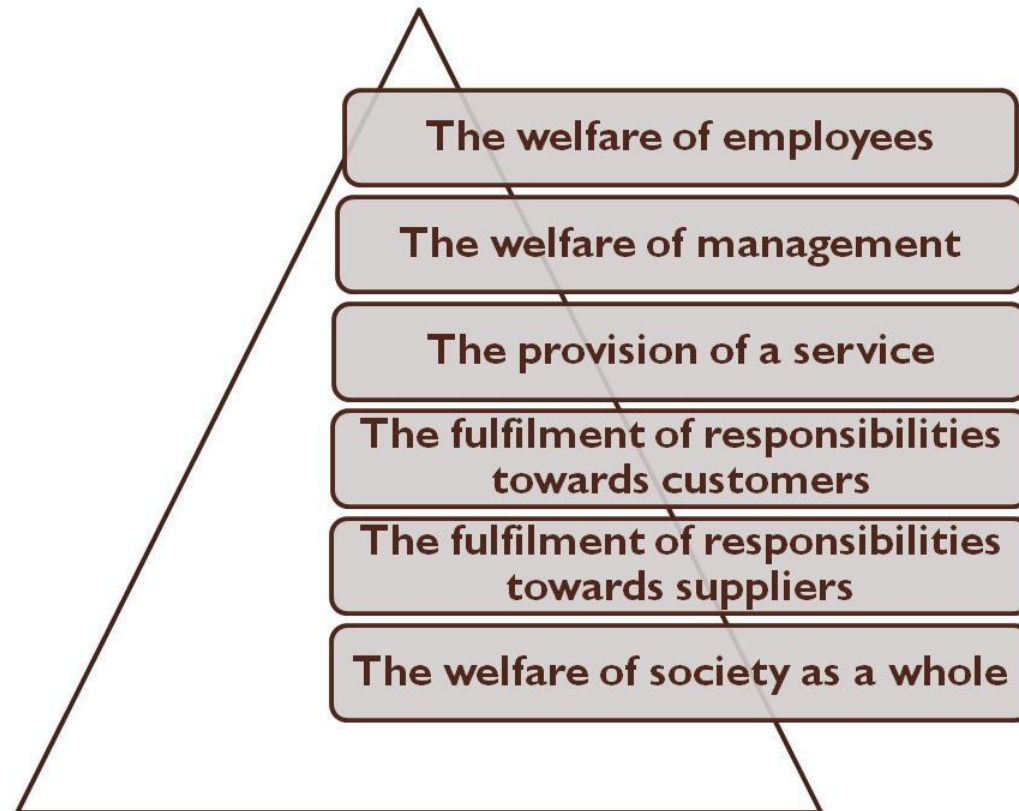 The welfare of employees
The welfare of management
The provision of a service
The fulfilment of responsibilities
towards customers
The fulfilment of responsibilities
towards suppliers
The welfare of society as a whole